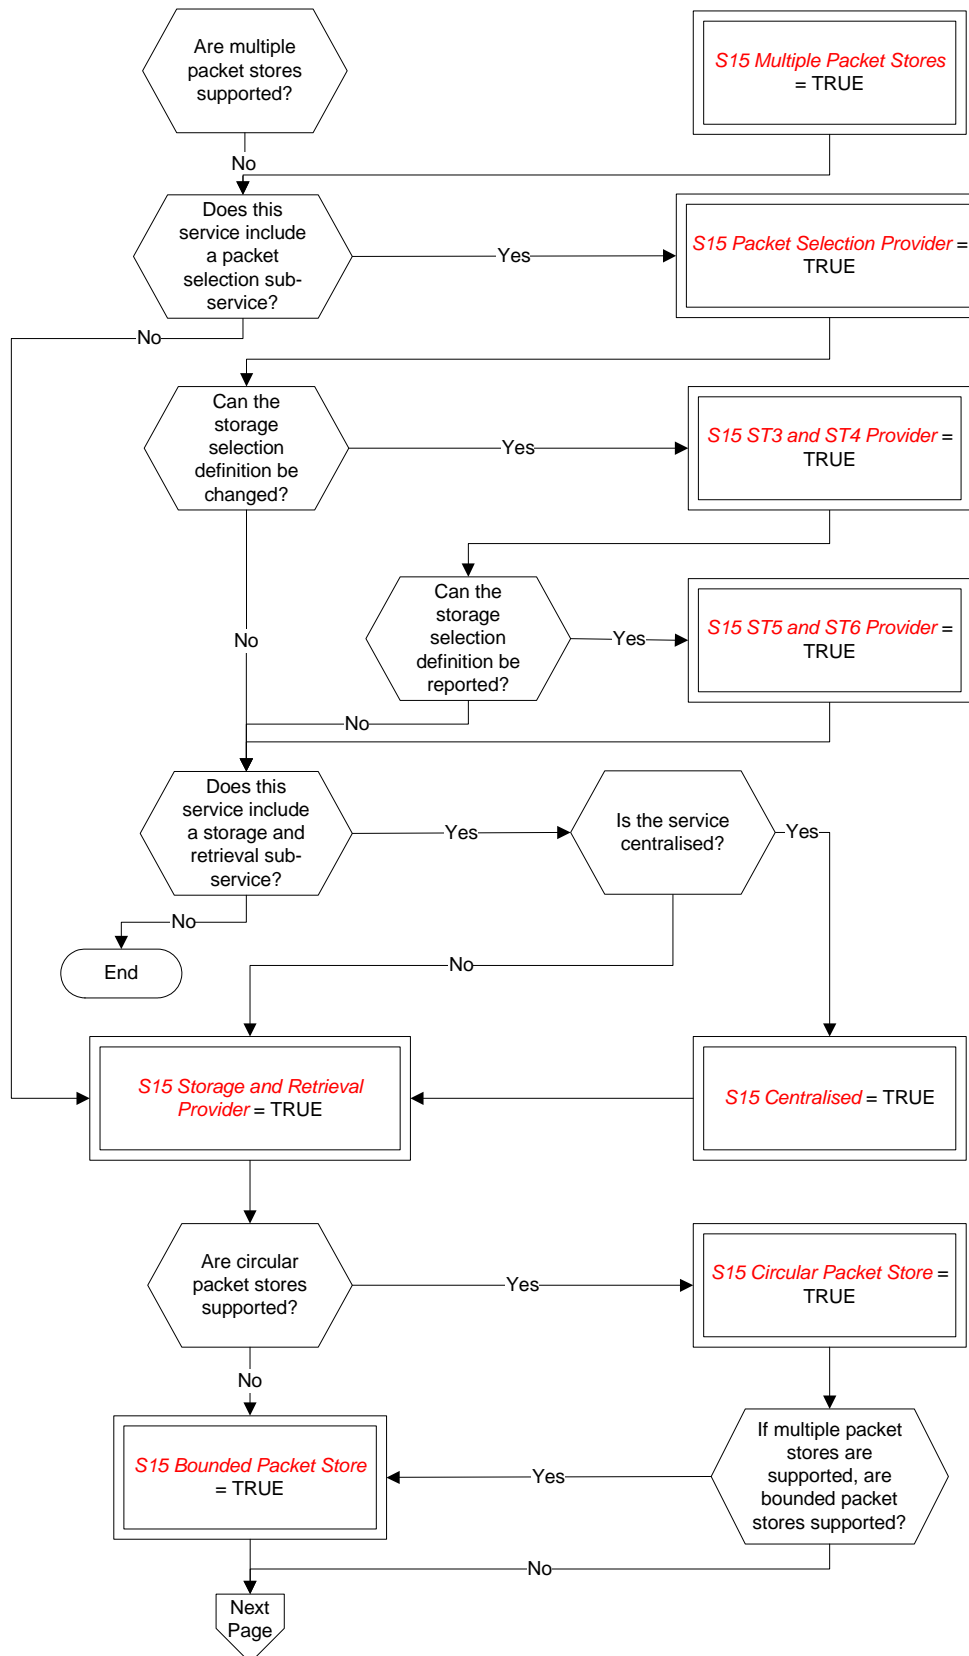 Are multiple
packet stores
supported?
S15 Multiple Packet Stores
= TRUE
No
Does this
service include
a packet
selection sub-
service?
Yes
S15 Packet Selection Provider =
TRUE
No
Can the
storage
selection
definition be
changed?
Yes
S15 ST3 and ST4 Provider =
TRUE
No
Can the
storage
selection
definition be
reported?
Yes
S15 ST5 and ST6 Provider =
TRUE
No
Does this
service include
a storage and
retrieval sub-
service?
Yes
Is the service
centralised?
Yes
No
End
No
S15 Storage and Retrieval
Provider = TRUE
S15 Centralised = TRUE
Are circular
packet stores
supported?
Yes
S15 Circular Packet Store =
TRUE
No
S15 Bounded Packet Store
= TRUE
Yes
If multiple packet
stores are
supported, are
bounded packet
stores supported?
No
Next
Page